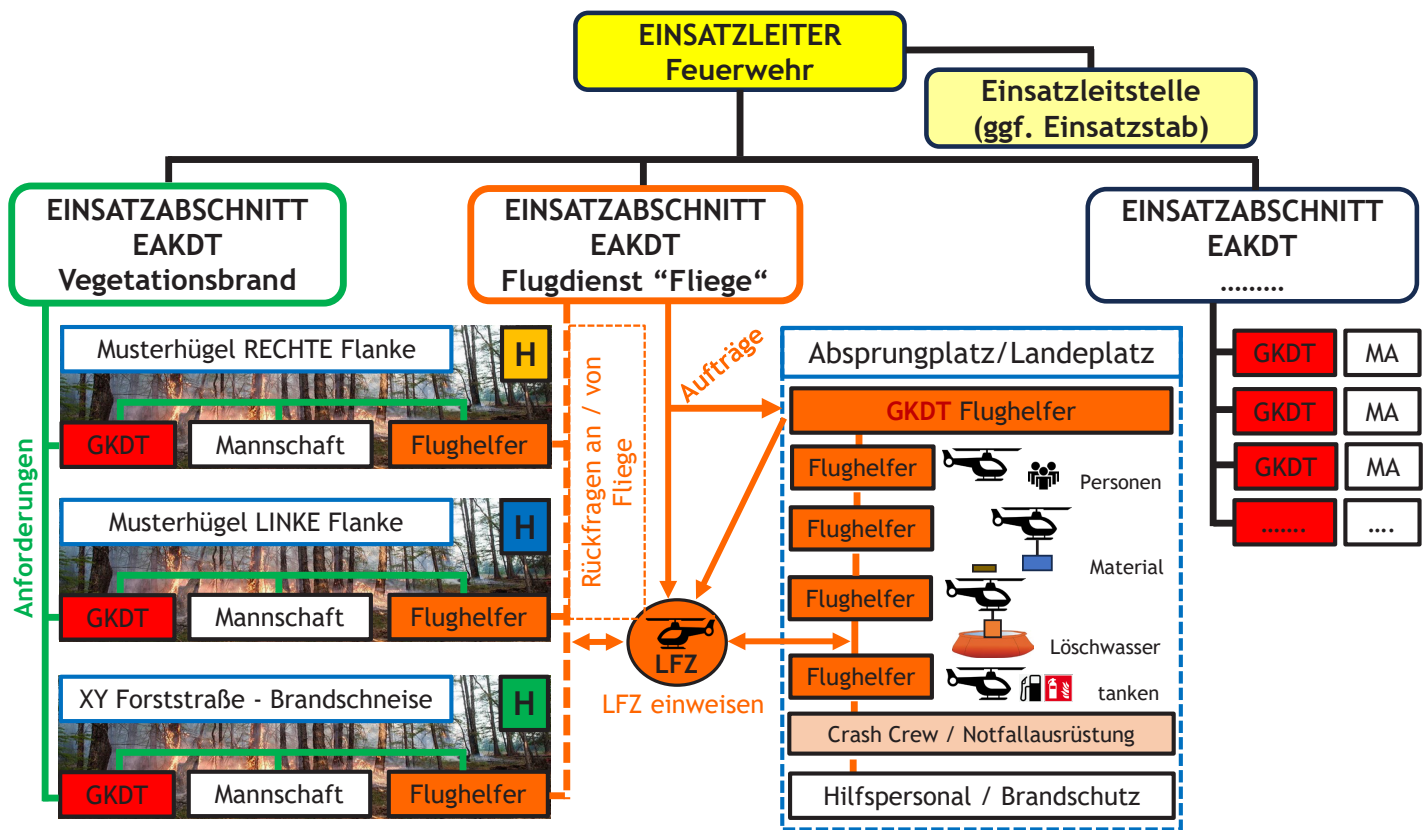 EINSATZLEITER
Feuerwehr
Einsatzleitstelle
(ggf. Einsatzstab)
EINSATZABSCHNITT
EAKDT
Vegetationsbrand
EINSATZABSCHNITT
EAKDT
Flugdienst “Fliege“
EINSATZABSCHNITT
EAKDT
………
Anforderungen
Musterhügel RECHTE Flanke
H
GKDT
Mannschaft
Flughelfer
Musterhügel LINKE Flanke
H
GKDT
Mannschaft
Flughelfer
XY Forststraße - Brandschneise
H
GKDT
Mannschaft
Flughelfer
Rückfragen an / von
Fliege
Aufträge
LFZ
LFZ einweisen
Absprungplatz/Landeplatz
GKDT Flughelfer
Flughelfer
Personen
Flughelfer
Material
Flughelfer
Löschwasser
Flughelfer
tanken
Crash Crew / Notfallausrüstung
Hilfspersonal / Brandschutz
GKDT
MA
GKDT
MA
GKDT
MA
…….
….